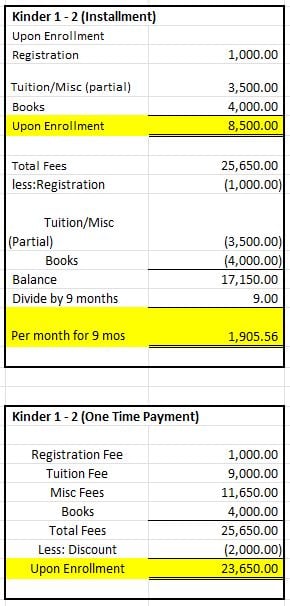 Kinder 1 - 2 (Installment)
Upon Enrollment
Registration 1,000.00
Tuition/Misc (partial) 3,500.00
Books 4,000.00
Upon Enrollment 8,500.00
Total Fees 25,650.00
less:Registration (1,000.00)
Tuition/Misc
(Partial) (3,500.00)
Books (4,000.00)
Balance 17,150.00
Divide by 9 months 9.00
Per month for 9 mos 1,905.56
Kinder 1 - 2 (One Time Payment)
Registration Fee 1,000.00
Tuition Fee 9,000.00
Misc Fees 11,650.00
Books 4,000.00
Total Fees 25,650.00
Less: Discount (2,000.00)
Upon Enrollment 23,650.00